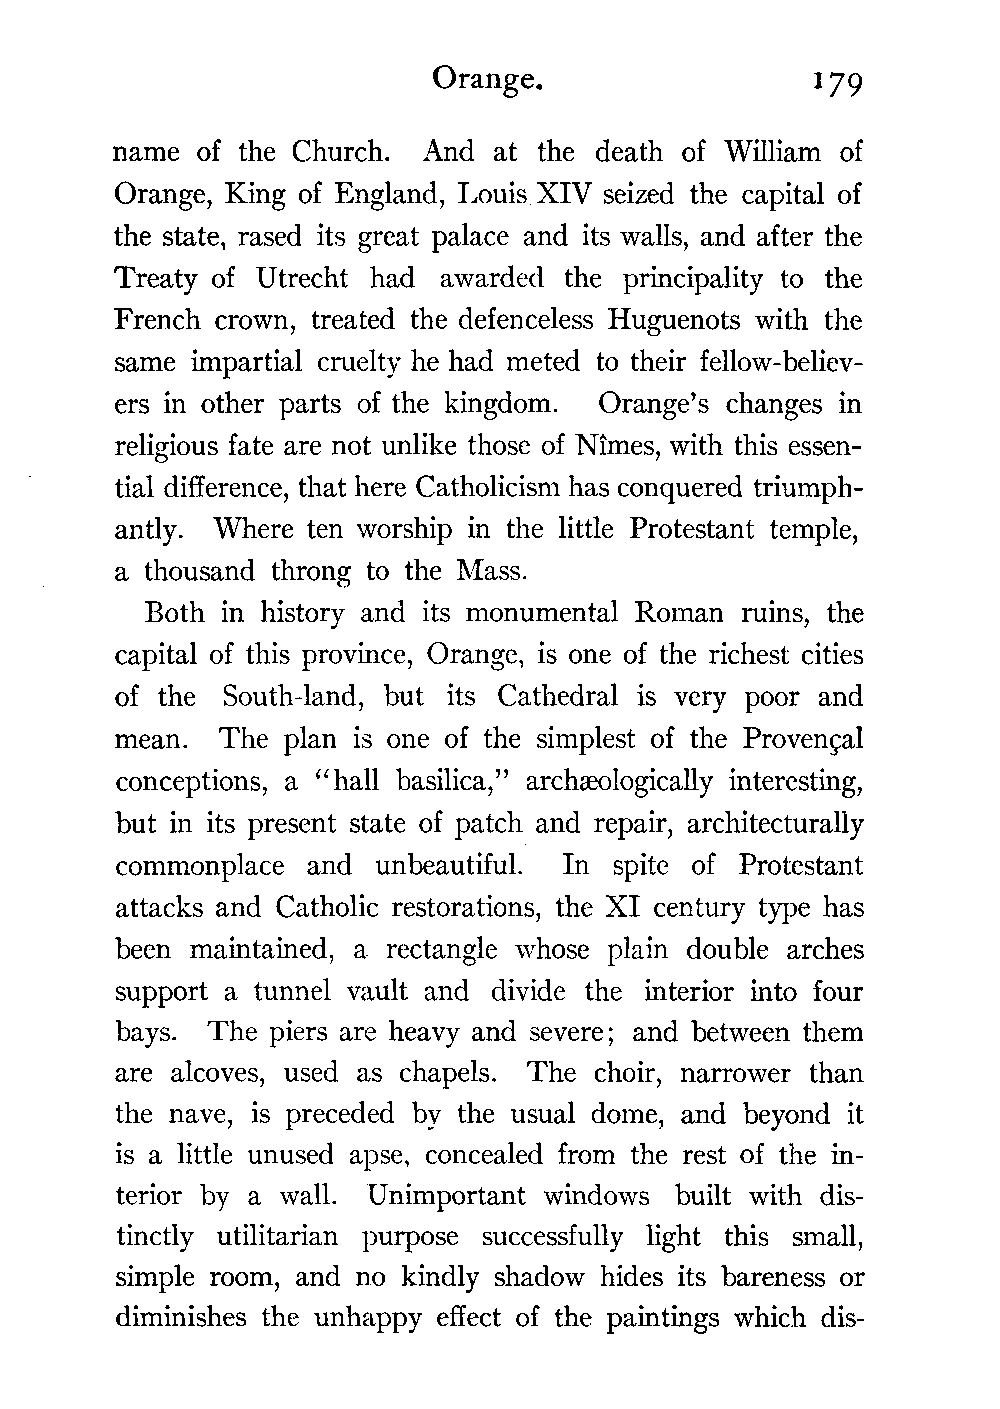 Orange. 179
name of the Church. And at the death of William of
Orange, King of England, Louis XIV seized the capital of
the state, rased its great palace and its walls, and after the
Treaty of Utrecht had awarded the principality to the
French crown, treated the defenceless Huguenots with the
same impartial cruelty he had meted to their fellow-believ-
ers in other parts of the kingdom. Orange's changes in
religious fate are not unlike those of Nîmes, with this essen-
tial difference, that here Catholicism has conquered triumph-
antly. Where ten worship in the little Protestant temple,
a thousand throng to the Mass.
Both in history and its monumental Roman ruins, the
capital of this province, Orange, is one of the richest cities
of the South-land, but its Cathedral is very poor and
mean. The plan is one of the simplest of the Provençal
conceptions, a "hall basilica," archæologically interesting,
but in its present state of patch and repair, architecturally
commonplace and unbeautiful. In spite of Protestant
attacks and Catholic restorations, the XI century type has
been maintained, a rectangle whose plain double arches
support a tunnel vault and divide the interior into four
bays. The piers are heavy and severe; and between them
are alcoves, used as chapels. The choir, narrower than
the nave, is preceded by the usual dome, and beyond it
is a little unused apse, concealed from the rest of the in-
terior by a wall. Unimportant windows built with dis-
tinctly utilitarian purpose successfully light this small,
simple room, and no kindly shadow hides its bareness or
diminishes the unhappy effect of the paintings which dis-